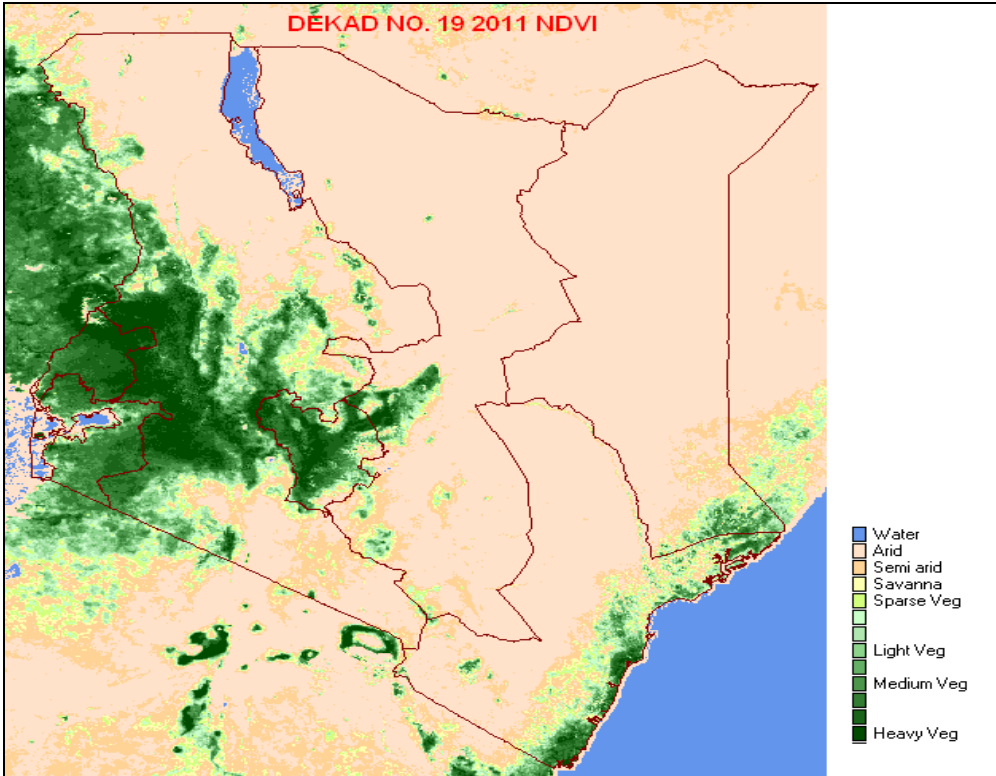 DEKAD NO. 19 2011 NDVI
Water
Arid
Semi arid
Savanna
Sparse Veg
Light Veg
Medium Veg
Heavy Veg